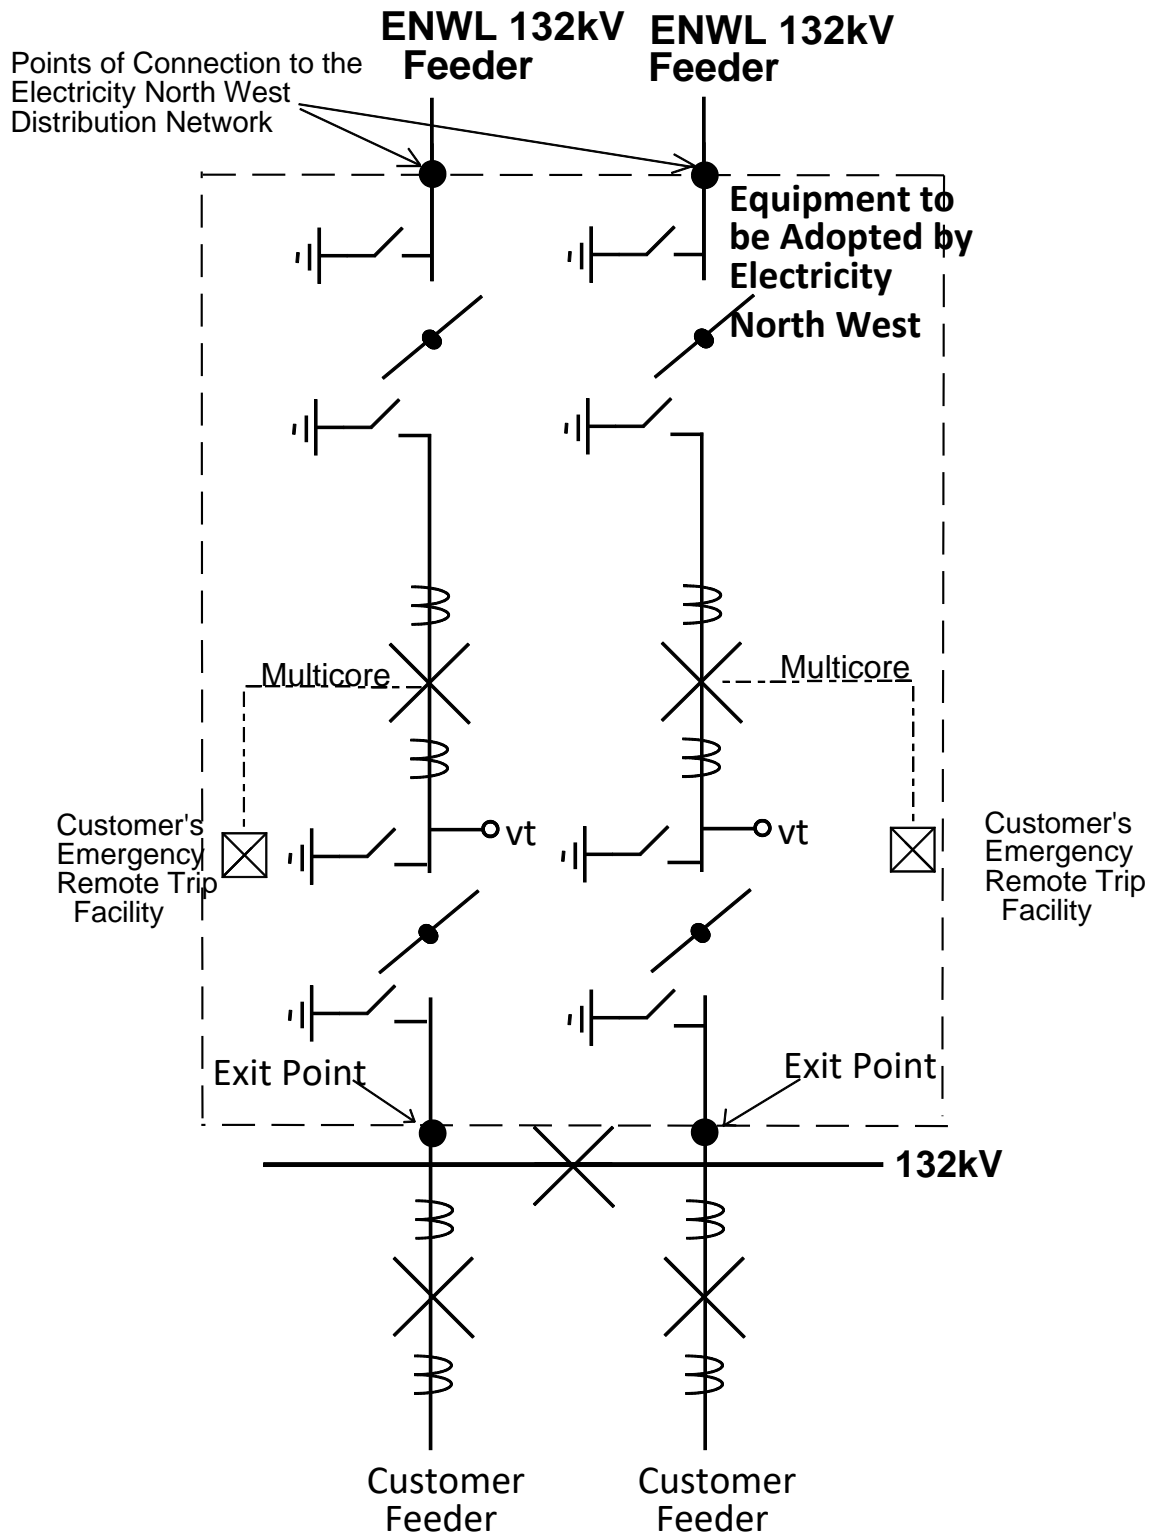 ENWL 132kV
Feeder
ENWL 132kV
Feeder
Points of Connection to the
Electricity North West
Distribution Network
Equipment to
be Adopted by
Electricity
North West
Multicore
Multicore
vt
vt
Customer's
Emergency
Remote Trip
Facility
Customer's
Emergency
Remote Trip
Facility
Exit Point
Exit Point
132kV
Customer
Feeder
Customer
Feeder